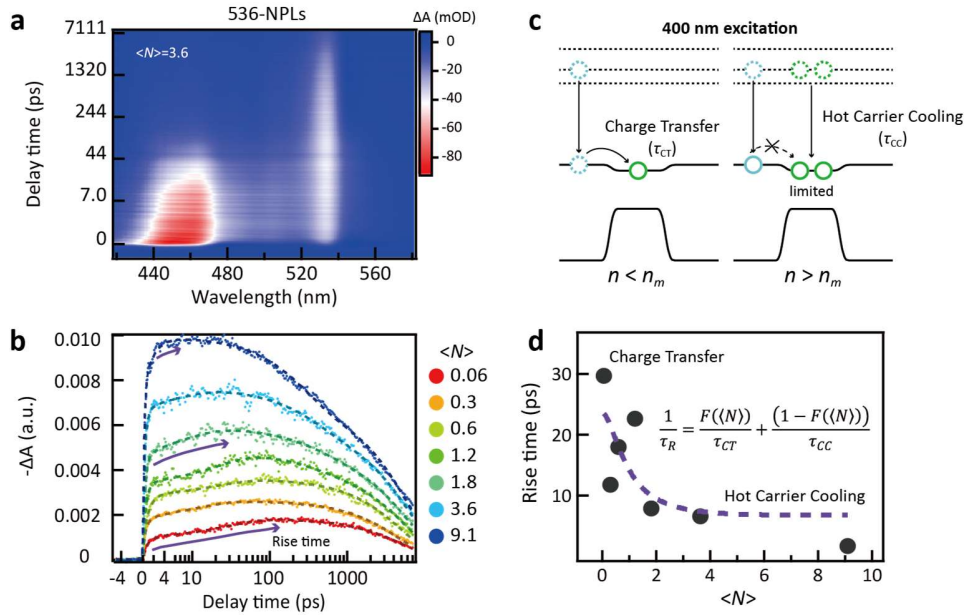 a
536-NPLs
ΔA (mOD)
<N>=3.6
7111
1320
244
44
7.0
0
Delay time (ps)
440
480
520
560
Wavelength (nm)
0
-20
-40
-60
-80
b
0.010
0.008
0.006
0.004
0.002
0
-ΔA (a.u.)
Rise time
-4
0
4
10
100
1000
Delay time (ps)
<N>
0.06
0.3
0.6
1.2
1.8
3.6
9.1
c
400 nm excitation
Charge Transfer
(τCT)
Hot Carrier Cooling
(τCC)
limited
n < nm
n > nm
d
30
20
10
Rise time (ps)
Charge Transfer
1/τR = F(⟨N⟩)/τCT + (1 − F(⟨N⟩))/τCC
Hot Carrier Cooling
0
2
4
6
8
10
<N>